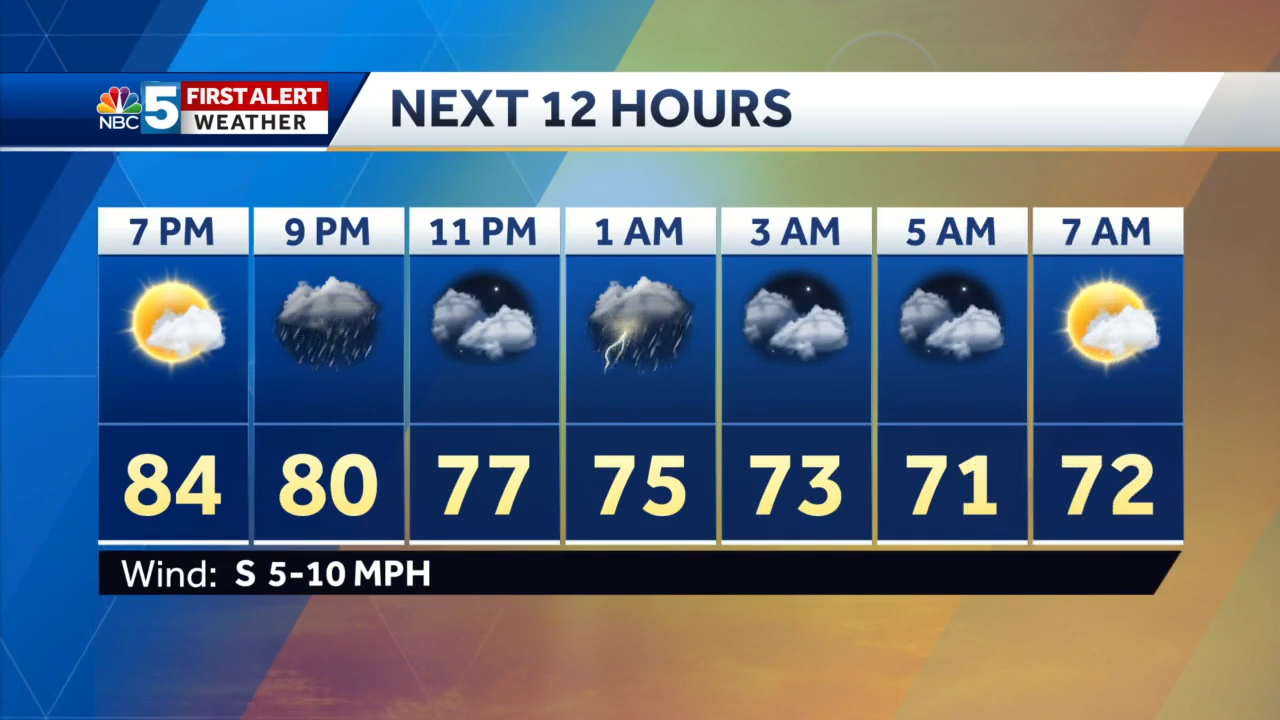 NBC 5 FIRST ALERT WEATHER
NEXT 12 HOURS
7 PM 9 PM 11 PM 1 AM 3 AM 5 AM 7 AM
84 80 77 75 73 71 72
Wind: S 5-10 MPH